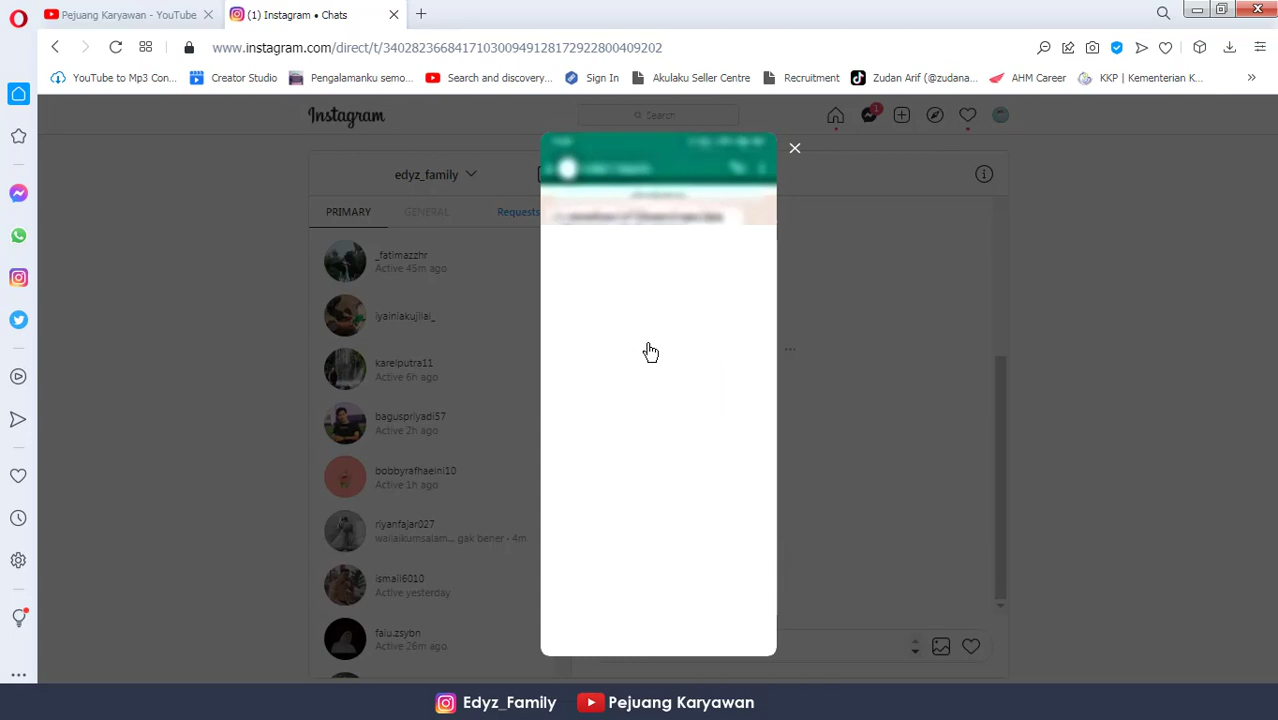 Pejuang Karyawan - YouTube
(1) Instagram • Chats
www.instagram.com/direct/t/340282366841710300949128172922800409202
YouTube to Mp3 Con...
Creator Studio
Pengalamanku semo...
Search and discovery...
Sign In
Akulaku Seller Centre
Recruitment
Zudan Arif (@zudana...
AHM Career
KKP | Kementerian K...
»
Instagram
Search
1
edyz_family
PRIMARY
GENERAL
Requests
_fatimazzhr
Active 45m ago
iyainiakujilai_
karelputra11
Active 6h ago
baguspriyadi57
Active 2h ago
bobbyrafhaeini10
Active 1h ago
riyanfajar027
wailaikumsalam... gak bener · 4m
ismail6010
Active yesterday
faiu.zsybn
Active 26m ago
Edyz_Family
Pejuang Karyawan